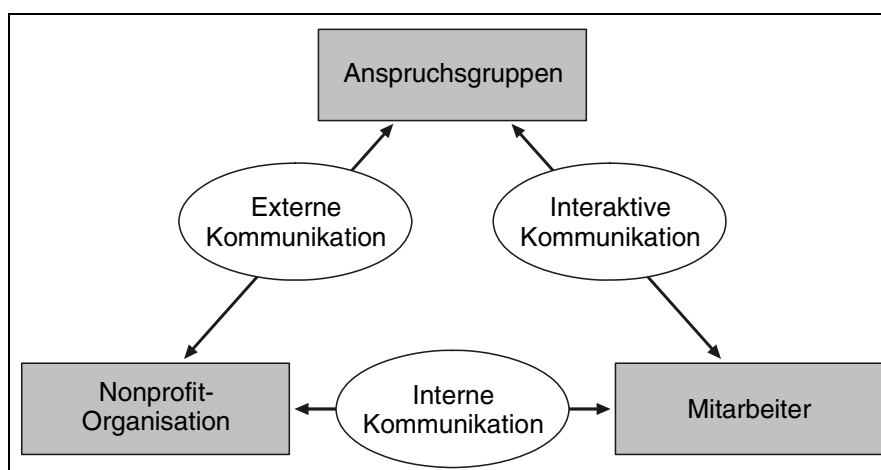 Anspruchsgruppen
Externe
Kommunikation
Interaktive
Kommunikation
Nonprofit-
Organisation
Interne
Kommunikation
Mitarbeiter